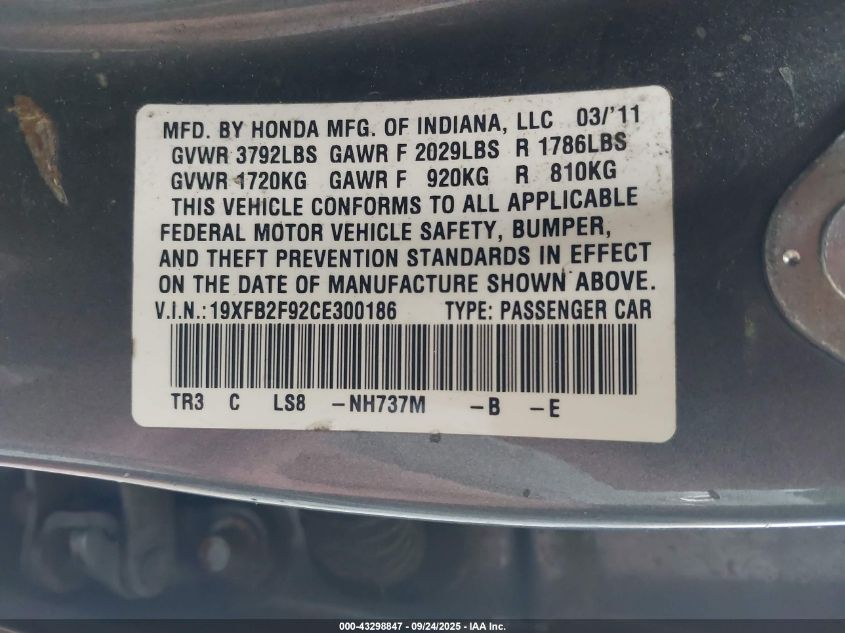 MFD. BY HONDA MFG. OF INDIANA, LLC 03/'11
GVWR 3792LBS GAWR F 2029LBS R 1786LBS
GVWR 1720KG GAWR F 920KG R 810KG
THIS VEHICLE CONFORMS TO ALL APPLICABLE
FEDERAL MOTOR VEHICLE SAFETY, BUMPER,
AND THEFT PREVENTION STANDARDS IN EFFECT
ON THE DATE OF MANUFACTURE SHOWN ABOVE.
V.I.N.:19XFB2F92CE300186 TYPE: PASSENGER CAR
TR3 C LS8 -NH737M -B -E
000-43298847 - 09/24/2025 - IAA Inc.